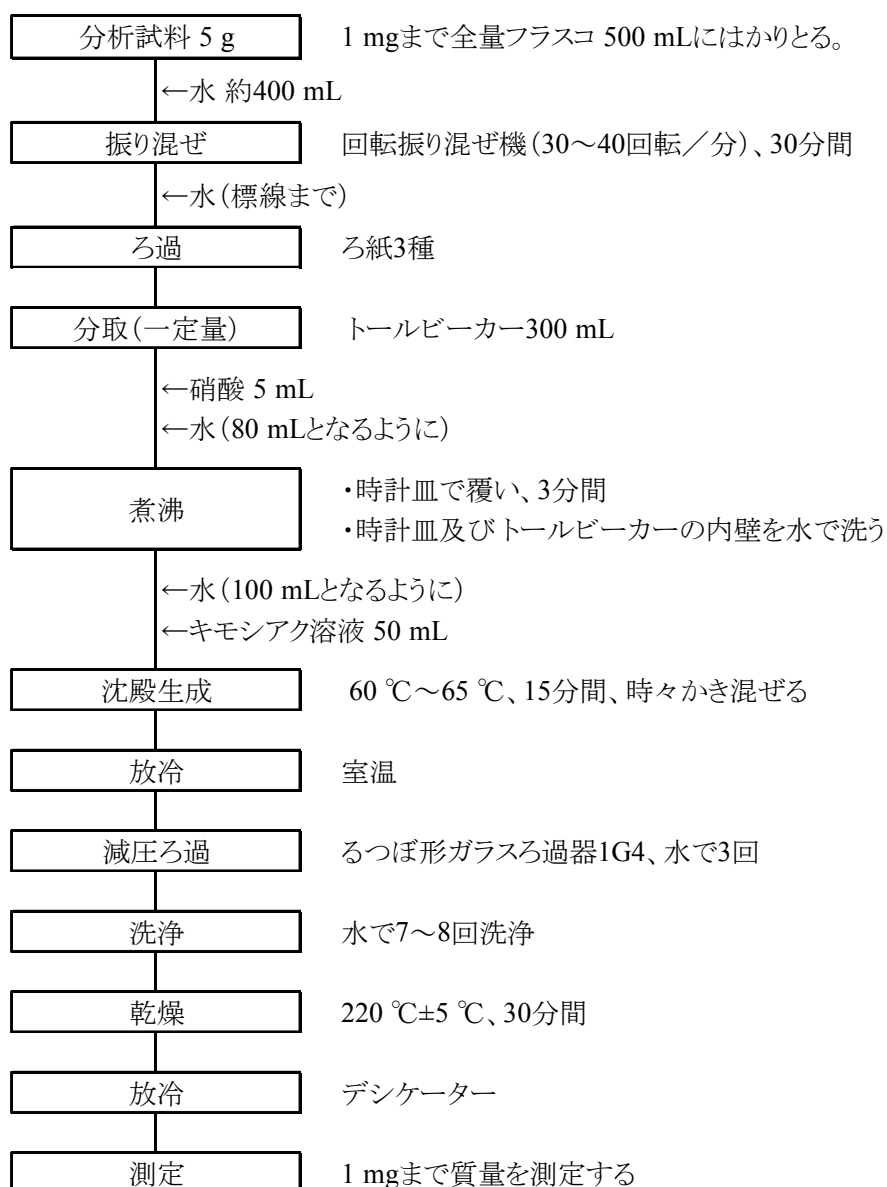 分析試料 5 g　1 mgまで全量フラスコ 500 mLにはかりとる。
←水 約400 mL
振り混ぜ　回転振り混ぜ機(30～40回転／分)、30分間
←水(標線まで)
ろ過　ろ紙3種
分取(一定量)　トールビーカー300 mL
←硝酸 5 mL
←水(80 mLとなるように)
煮沸　・時計皿で覆い、3分間
・時計皿及びトールビーカーの内壁を水で洗う
←水(100 mLとなるように)
←キモシアク溶液 50 mL
沈殿生成　60 ℃～65 ℃、15分間、時々かき混ぜる
放冷　室温
減圧ろ過　るつぼ形ガラスろ過器1G4、水で3回
洗浄　水で7～8回洗浄
乾燥　220 ℃±5 ℃、30分間
放冷　デシケーター
測定　1 mgまで質量を測定する